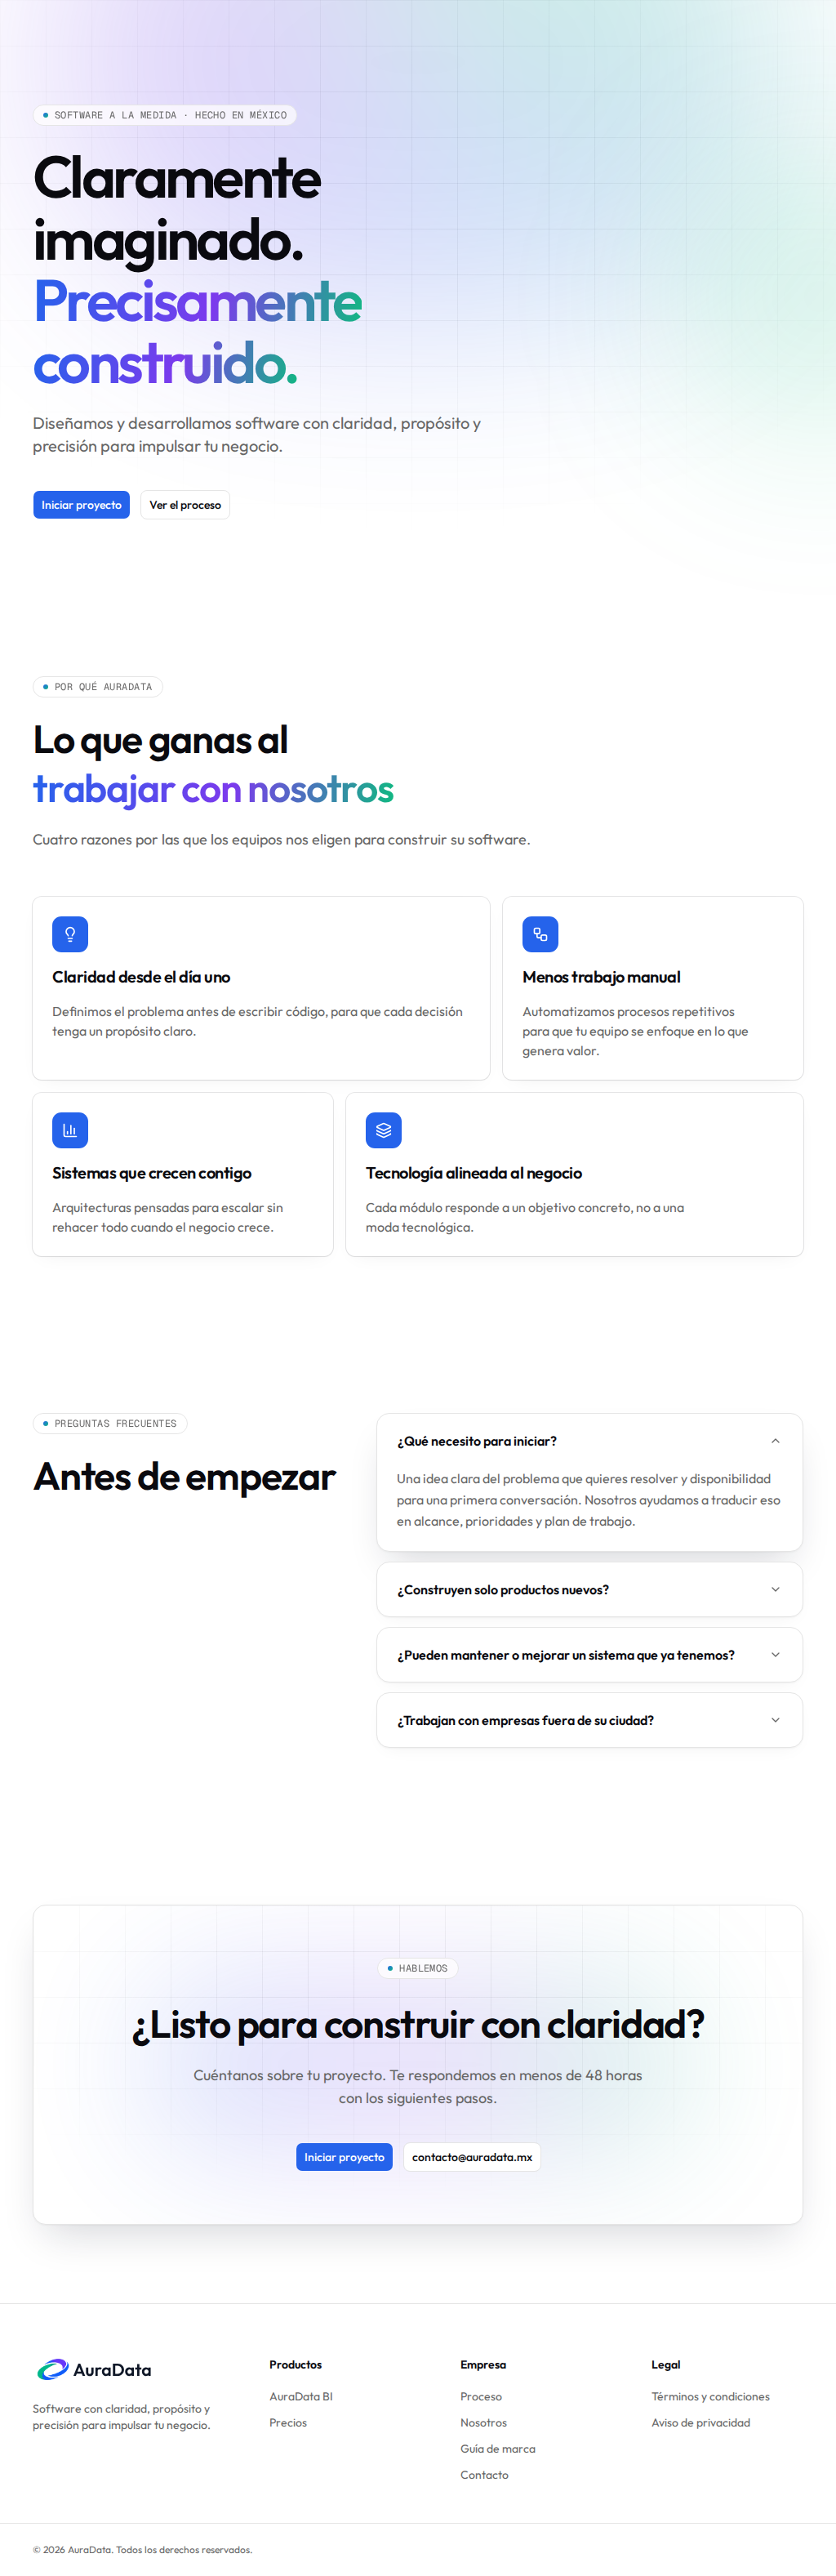 SOFTWARE A LA MEDIDA · HECHO EN MÉXICO
Claramente
imaginado.
Precisamente
construido.
Diseñamos y desarrollamos software con claridad, propósito y
precisión para impulsar tu negocio.
Iniciar proyecto
Ver el proceso
POR QUÉ AURADATA
Lo que ganas al
trabajar con nosotros
Cuatro razones por las que los equipos nos eligen para construir su software.
Claridad desde el día uno
Definimos el problema antes de escribir código, para que cada decisión
tenga un propósito claro.
Menos trabajo manual
Automatizamos procesos repetitivos
para que tu equipo se enfoque en lo que
genera valor.
Sistemas que crecen contigo
Arquitecturas pensadas para escalar sin
rehacer todo cuando el negocio crece.
Tecnología alineada al negocio
Cada módulo responde a un objetivo concreto, no a una
moda tecnológica.
PREGUNTAS FRECUENTES
Antes de empezar
¿Qué necesito para iniciar?
Una idea clara del problema que quieres resolver y disponibilidad
para una primera conversación. Nosotros ayudamos a traducir eso
en alcance, prioridades y plan de trabajo.
¿Construyen solo productos nuevos?
¿Pueden mantener o mejorar un sistema que ya tenemos?
¿Trabajan con empresas fuera de su ciudad?
HABLEMOS
¿Listo para construir con claridad?
Cuéntanos sobre tu proyecto. Te respondemos en menos de 48 horas
con los siguientes pasos.
Iniciar proyecto
contacto@auradata.mx
AuraData
Software con claridad, propósito y
precisión para impulsar tu negocio.
Productos
AuraData BI
Precios
Empresa
Proceso
Nosotros
Guía de marca
Contacto
Legal
Términos y condiciones
Aviso de privacidad
© 2026 AuraData. Todos los derechos reservados.